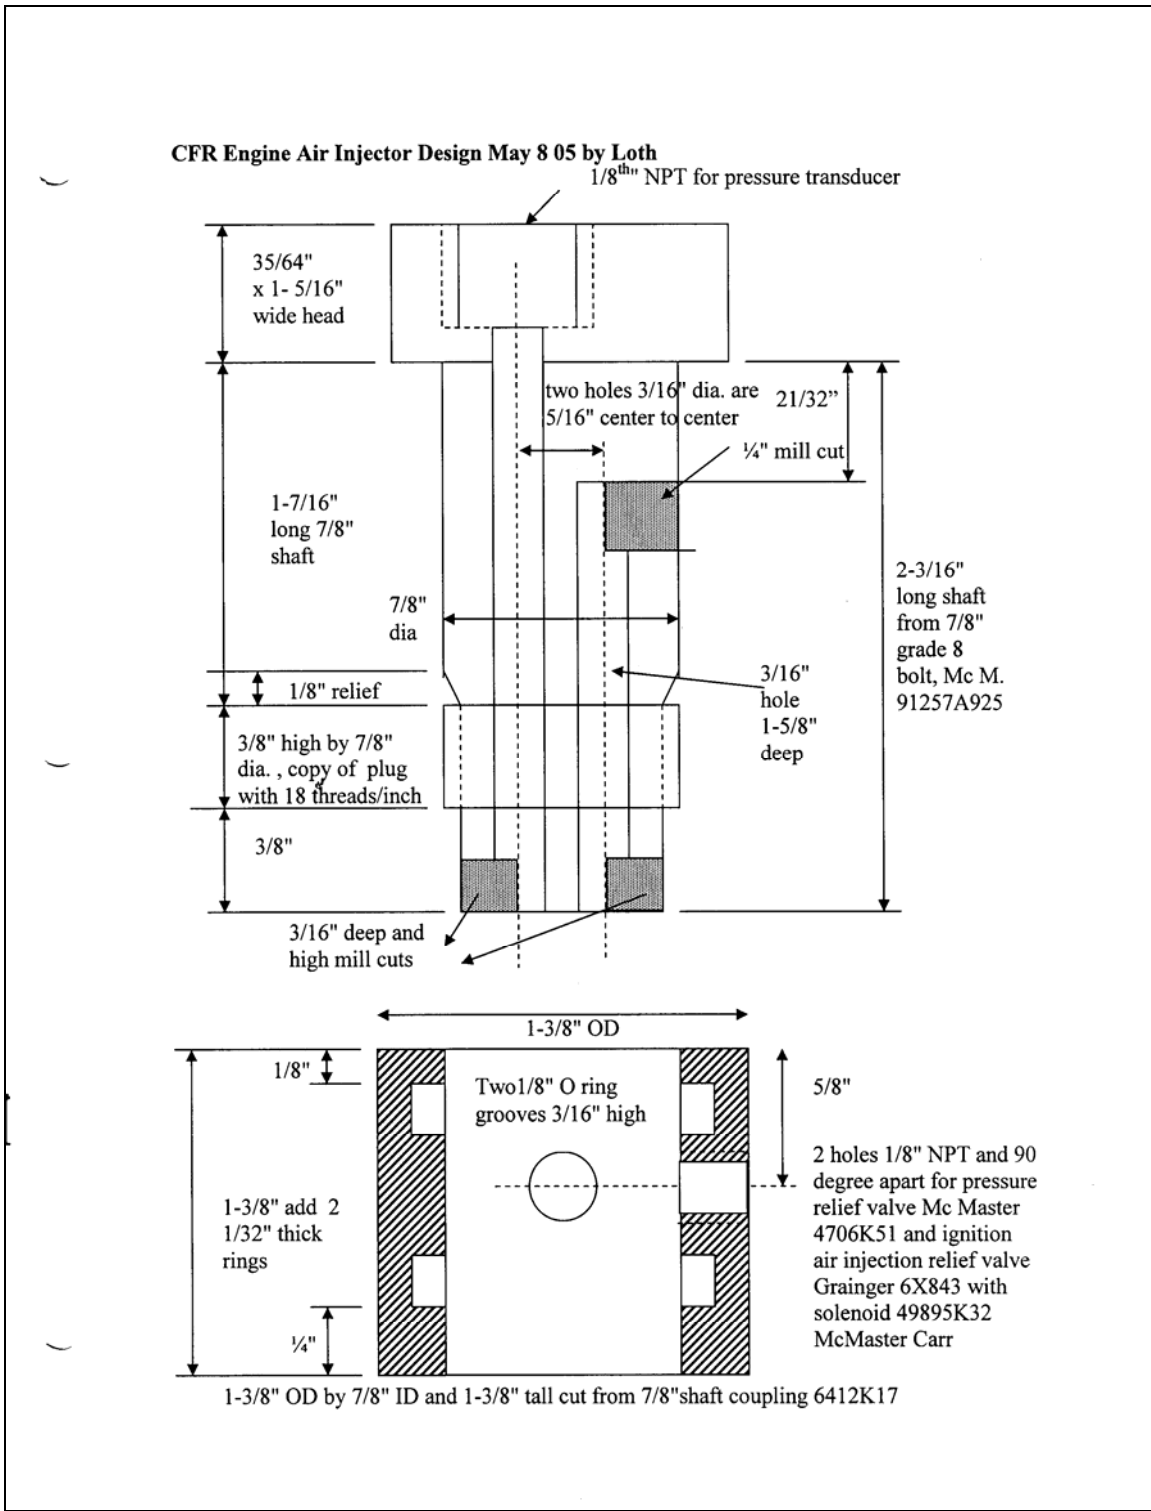 CFR Engine Air Injector Design May 8 05 by Loth
1/8th" NPT for pressure transducer
35/64"
x 1- 5/16"
wide head
two holes 3/16" dia. are
5/16" center to center
21/32”
¼" mill cut
1-7/16"
long 7/8"
shaft
2-3/16"
long shaft
from 7/8"
grade 8
bolt, Mc M.
91257A925
7/8"
dia
3/16"
hole
1-5/8"
deep
1/8" relief
3/8" high by 7/8"
dia. , copy of plug
with 18 threads/inch
3/8"
3/16" deep and
high mill cuts
1-3/8" OD
1/8"
Two1/8" O ring
grooves 3/16" high
5/8"
2 holes 1/8" NPT and 90
degree apart for pressure
relief valve Mc Master
4706K51 and ignition
air injection relief valve
Grainger 6X843 with
solenoid 49895K32
McMaster Carr
1-3/8" add 2
1/32" thick
rings
¼"
1-3/8" OD by 7/8" ID and 1-3/8" tall cut from 7/8"shaft coupling 6412K17